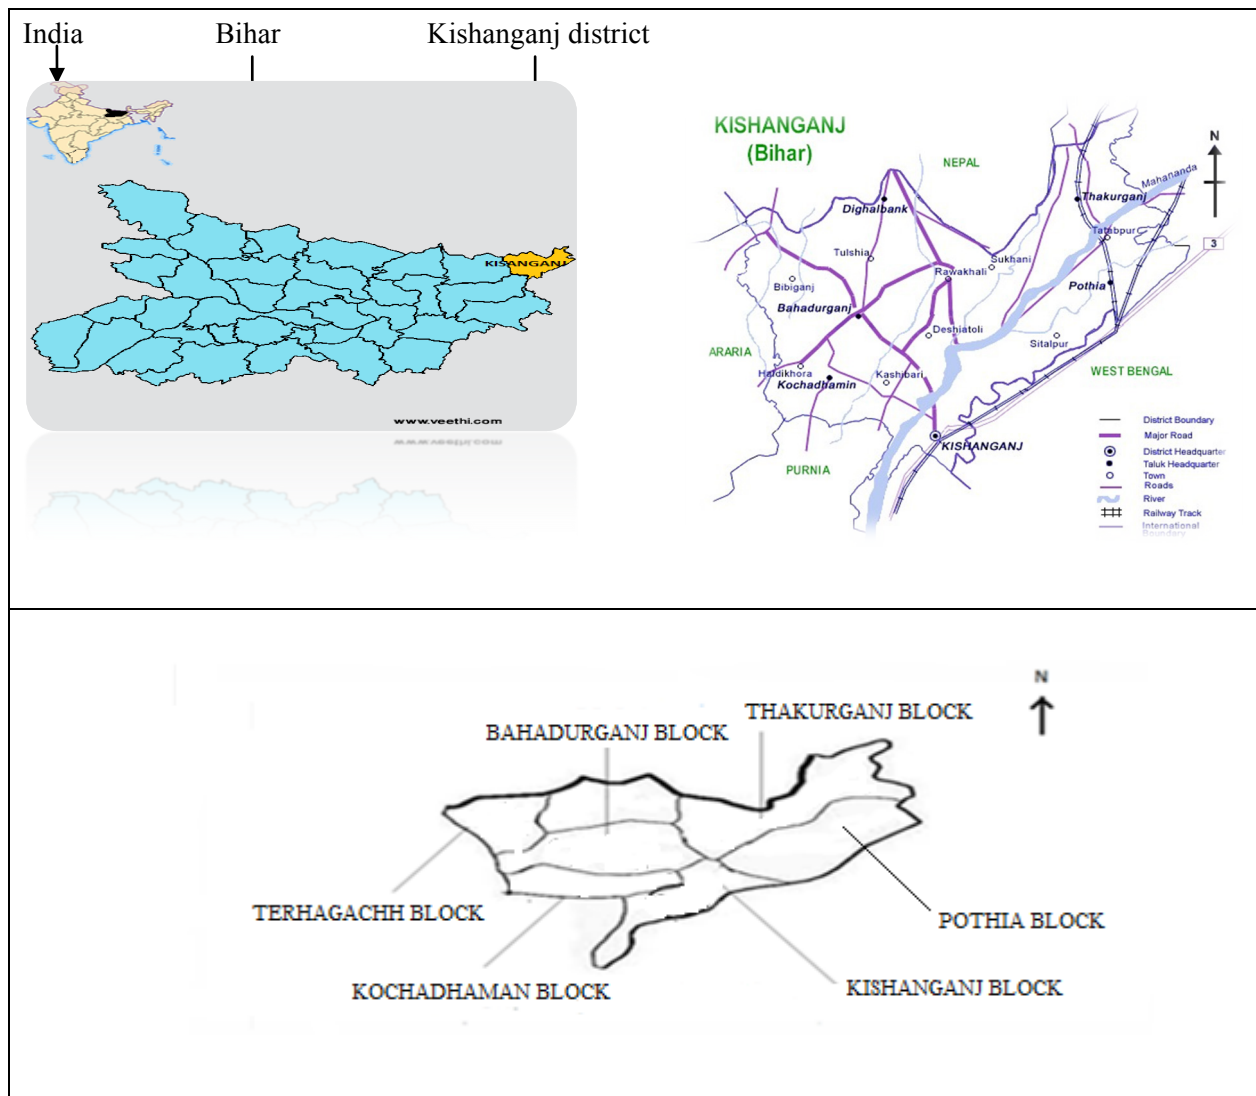 India Bihar Kishanganj district
KISANGANJ
www.veethi.com
KISHANGANJ
(Bihar)
NEPAL
Mahananda
Thakurganj
Dighalbank
Tatabpur
3
N
Tulshia
Sukhani
Rawakhali
Bibiganj
Pothia
Bahadurganj
Deshiatoli
Sitalpur
ARARIA
WEST BENGAL
Haldikhora
Kashibari
Kochadhamin
KISHANGANJ
PURNIA
District Boundary
Major Road
District Headquarter
Taluk Headquarter
Town
Roads
River
Railway Track
International
Boundary
N
THAKURGANJ BLOCK
BAHADURGANJ BLOCK
TERHAGACHH BLOCK
POTHIA BLOCK
KOCHADHAMAN BLOCK
KISHANGANJ BLOCK